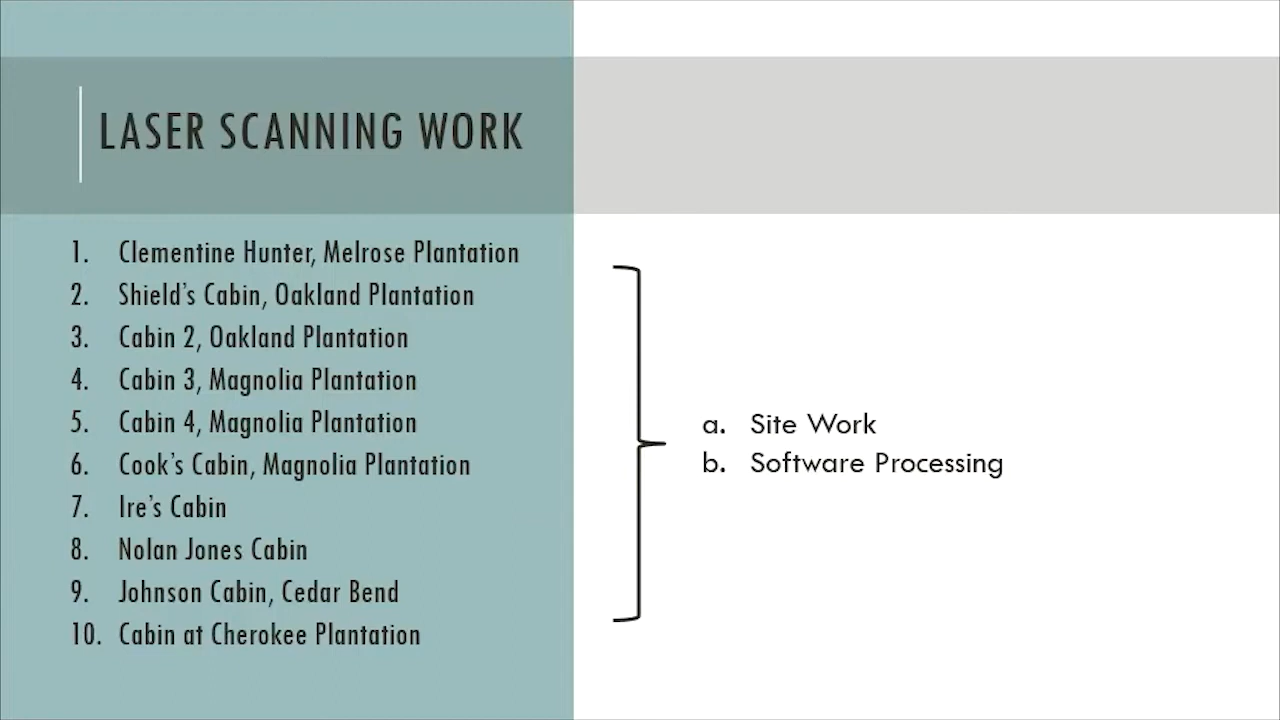 LASER SCANNING WORK
1. Clementine Hunter, Melrose Plantation
2. Shield's Cabin, Oakland Plantation
3. Cabin 2, Oakland Plantation
4. Cabin 3, Magnolia Plantation
5. Cabin 4, Magnolia Plantation
6. Cook's Cabin, Magnolia Plantation
7. Ire's Cabin
8. Nolan Jones Cabin
9. Johnson Cabin, Cedar Bend
10. Cabin at Cherokee Plantation
a. Site Work
b. Software Processing